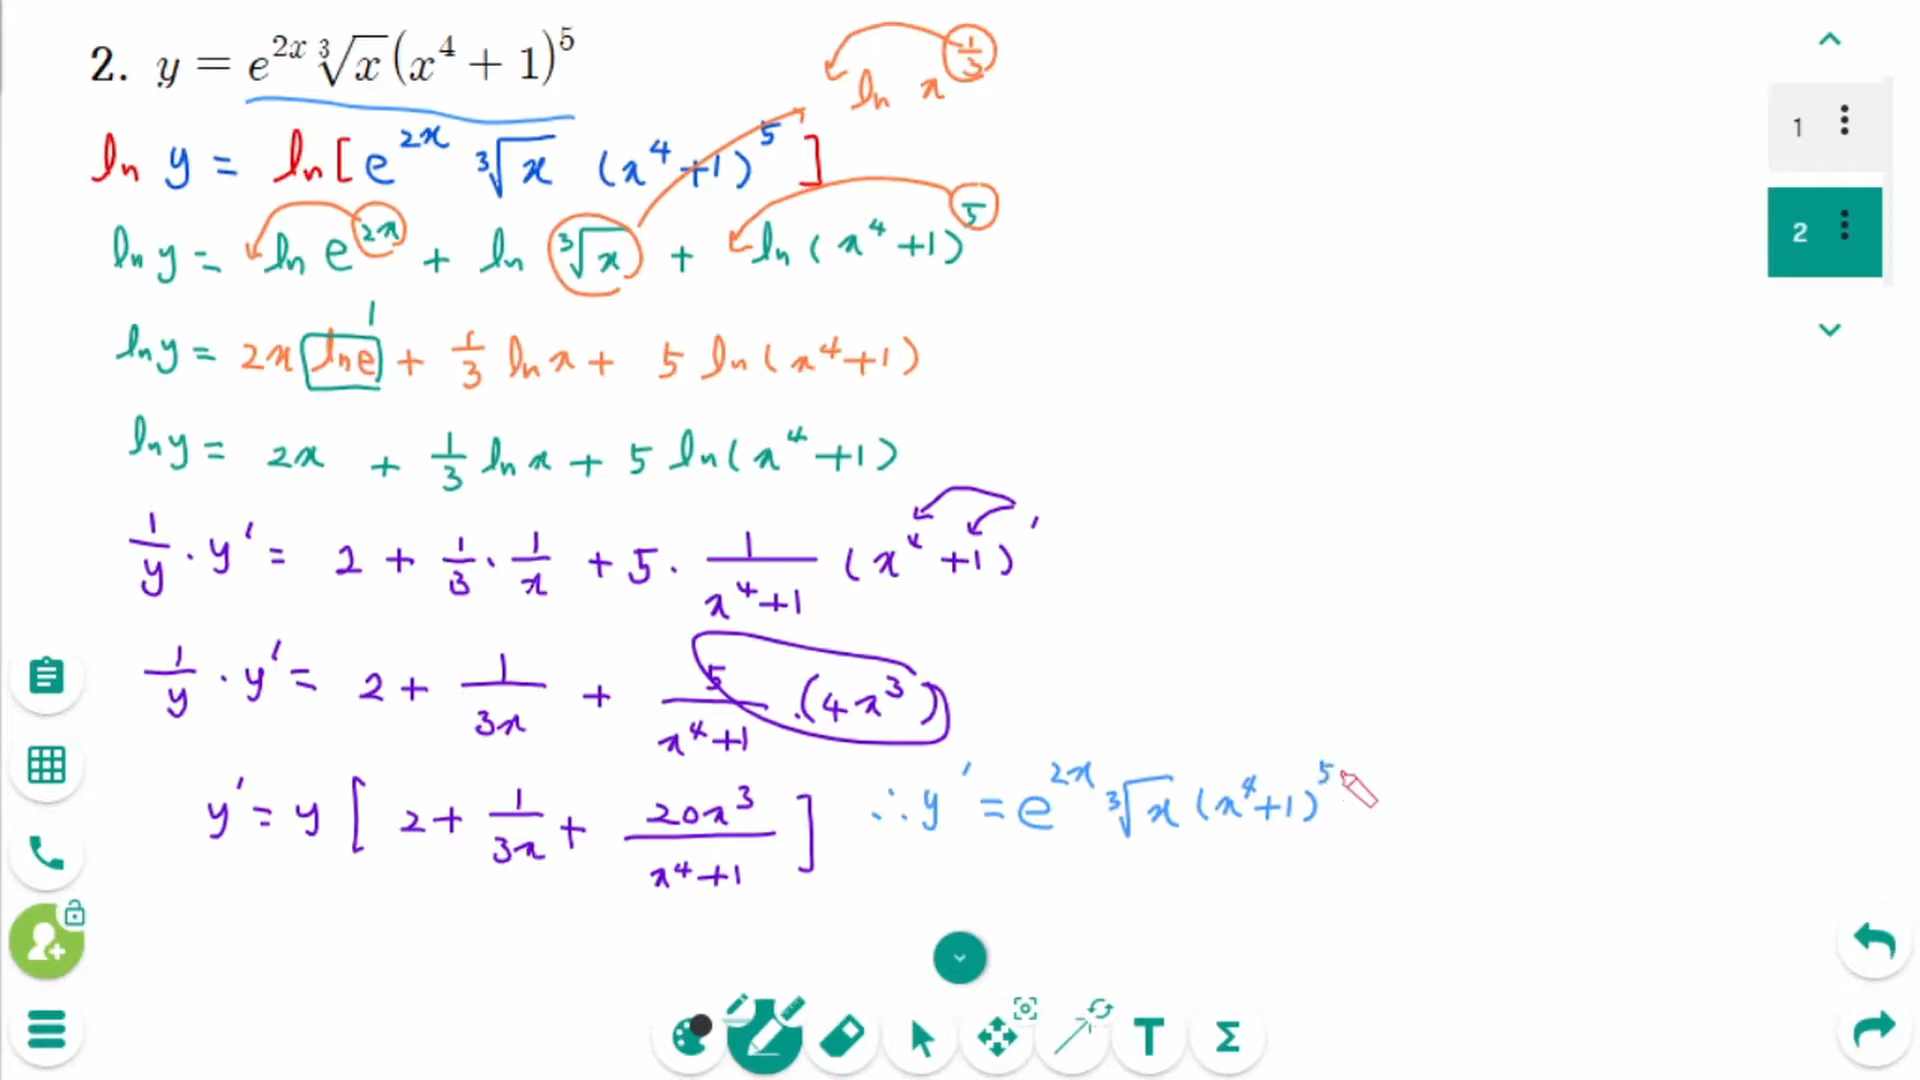 2. y = e^{2x} ∛x (x⁴ + 1)⁵
ln x^{1/3}
ln y = ln [ e^{2x} ∛x (x⁴+1)⁵ ]
ln y = ln e^{2x} + ln ∛x + ln (x⁴+1)⁵
1
ln y = 2x ln e + 1/3 ln x + 5 ln (x⁴+1)
ln y = 2x + 1/3 ln x + 5 ln (x⁴+1)
1/y · y' = 2 + 1/3 · 1/x + 5 · 1/(x⁴+1) (x⁴+1)'
1/y · y' = 2 + 1/(3x) + 5/(x⁴+1) · (4x³)
y' = y [ 2 + 1/(3x) + 20x³/(x⁴+1) ] ∴ y' = e^{2x} ∛x (x⁴+1)⁵
1
2
T
Σ